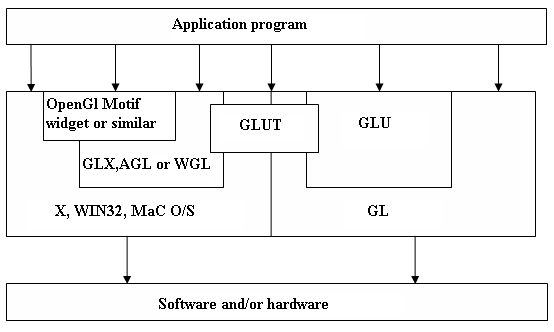 Application program
OpenGl Motif
widget or similar
GLUT
GLU
GLX,AGL or WGL
X, WIN32, MaC O/S
GL
Software and/or hardware